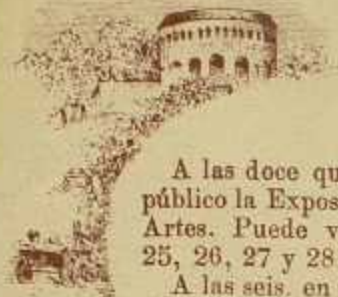 A las doce qu
público la Expos
Artes. Puede v
25, 26, 27 y 28
A las seis, en